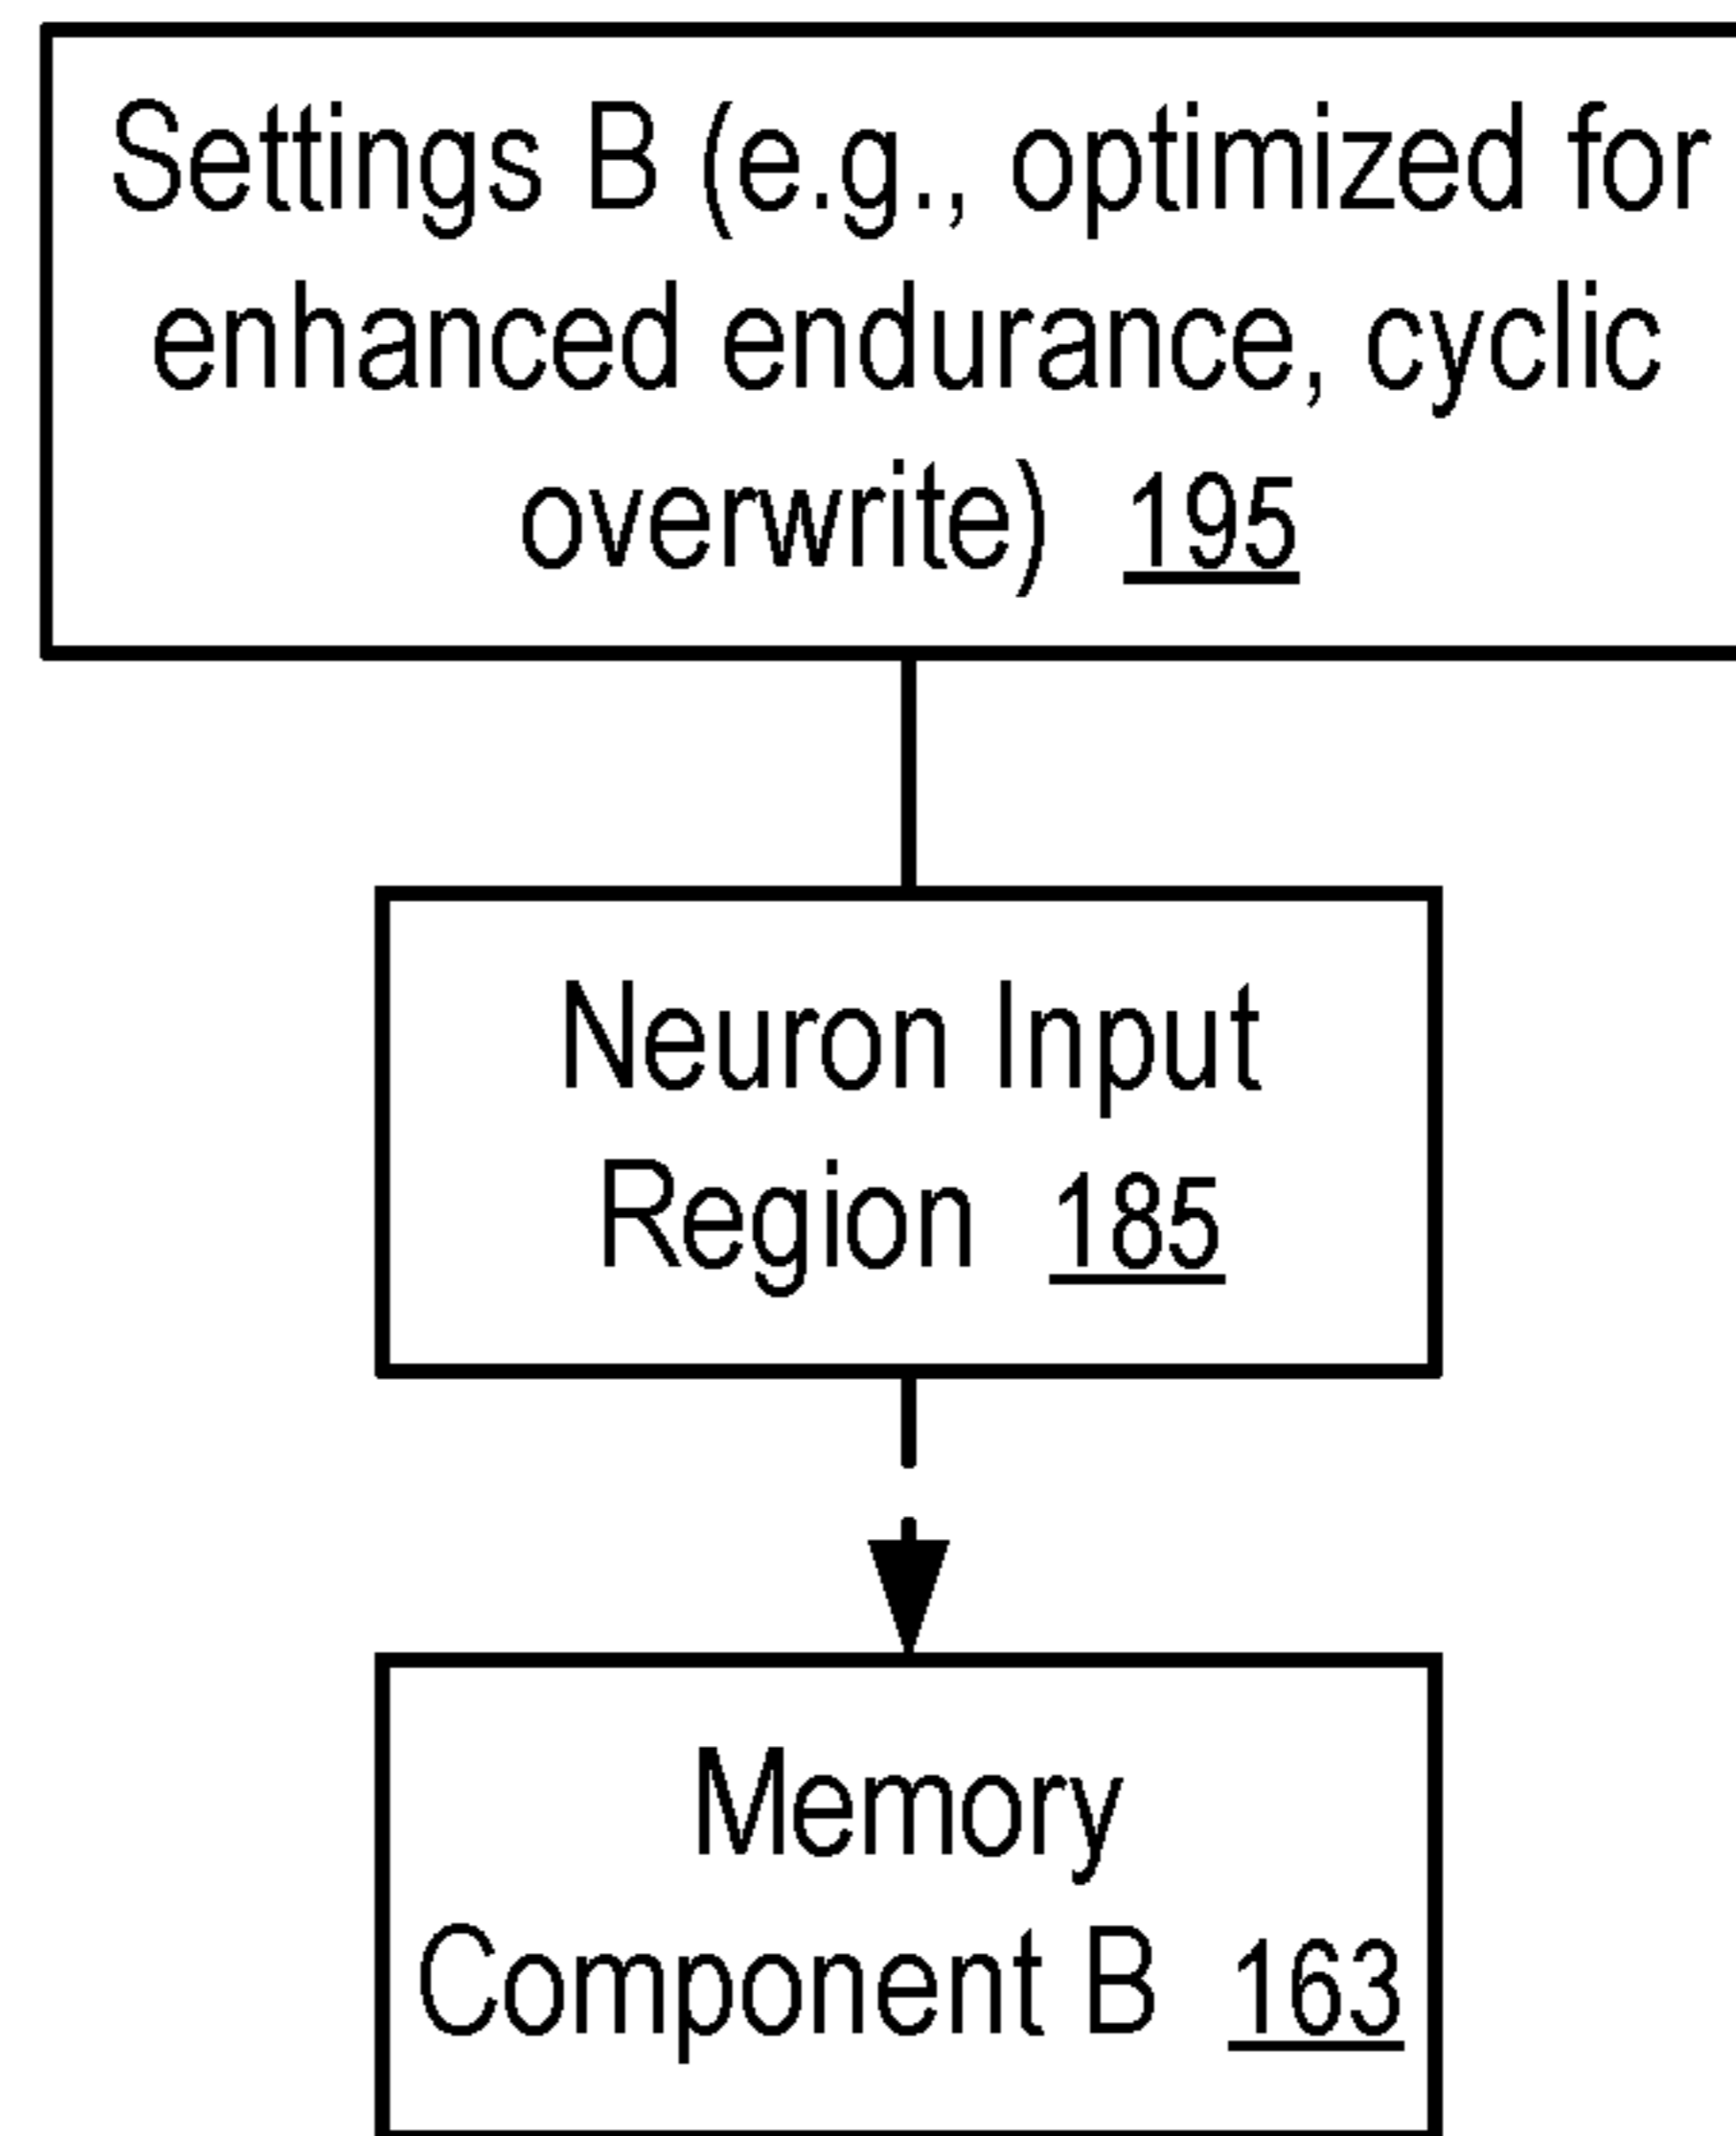 Settings B (e.g., optimized for
enhanced endurance, cyclic
overwrite) 195
Neuron Input
Region 185
Memory
Component B 163